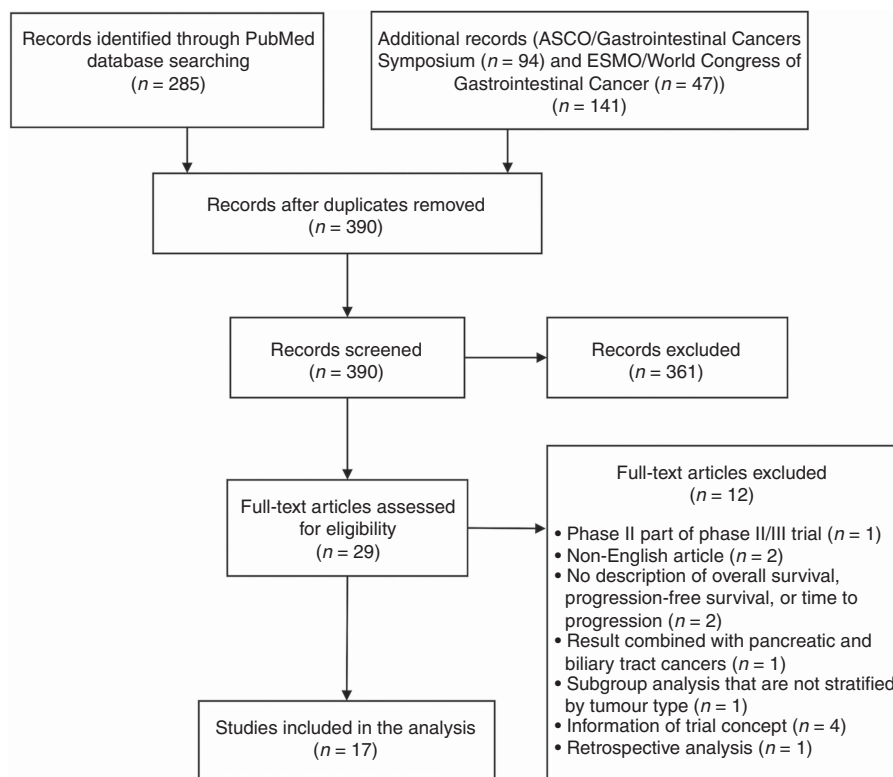 Records identified through PubMed
database searching
(n = 285)
Additional records (ASCO/Gastrointestinal Cancers
Symposium (n = 94) and ESMO/World Congress of
Gastrointestinal Cancer (n = 47))
(n = 141)
Records after duplicates removed
(n = 390)
Records screened
(n = 390)
Records excluded
(n = 361)
Full-text articles assessed
for eligibility
(n = 29)
Full-text articles excluded
(n = 12)
• Phase II part of phase II/III trial (n = 1)
• Non-English article (n = 2)
• No description of overall survival,
progression-free survival, or time to
progression (n = 2)
• Result combined with pancreatic and
biliary tract cancers (n = 1)
• Subgroup analysis that are not stratified
by tumour type (n = 1)
• Information of trial concept (n = 4)
• Retrospective analysis (n = 1)
Studies included in the analysis
(n = 17)